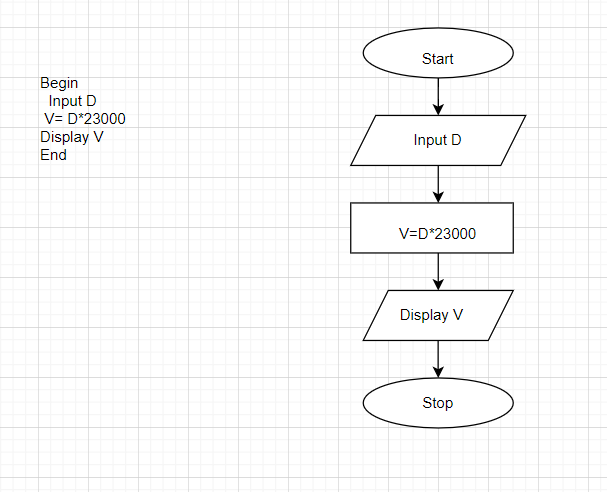 Begin
Input D
V= D*23000
Display V
End
Start
Input D
V=D*23000
Display V
Stop